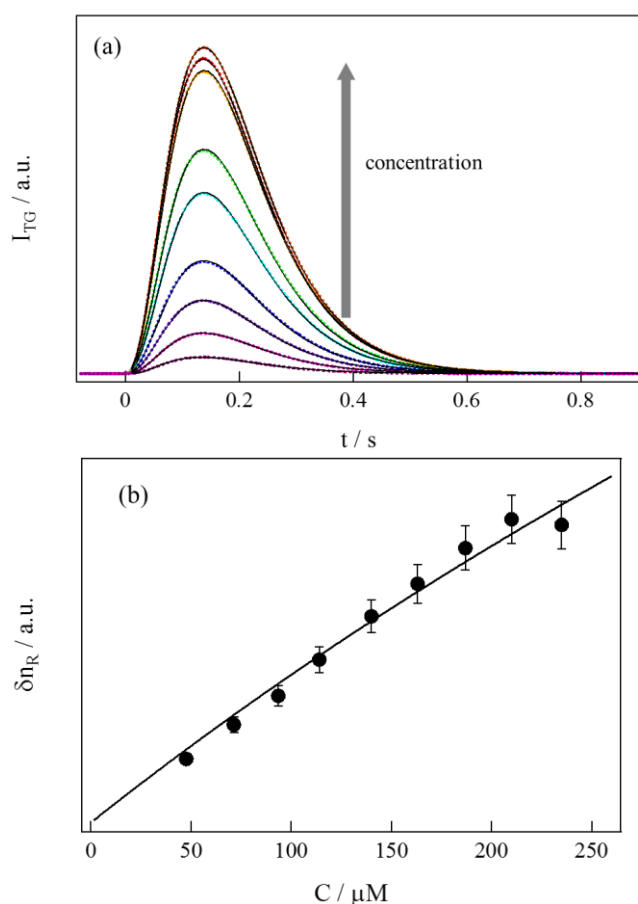 (a)
concentration
I_TG / a.u.
0 0.2 0.4 0.6 0.8
t / s
(b)
δn_R / a.u.
0 50 100 150 200 250
C / μM